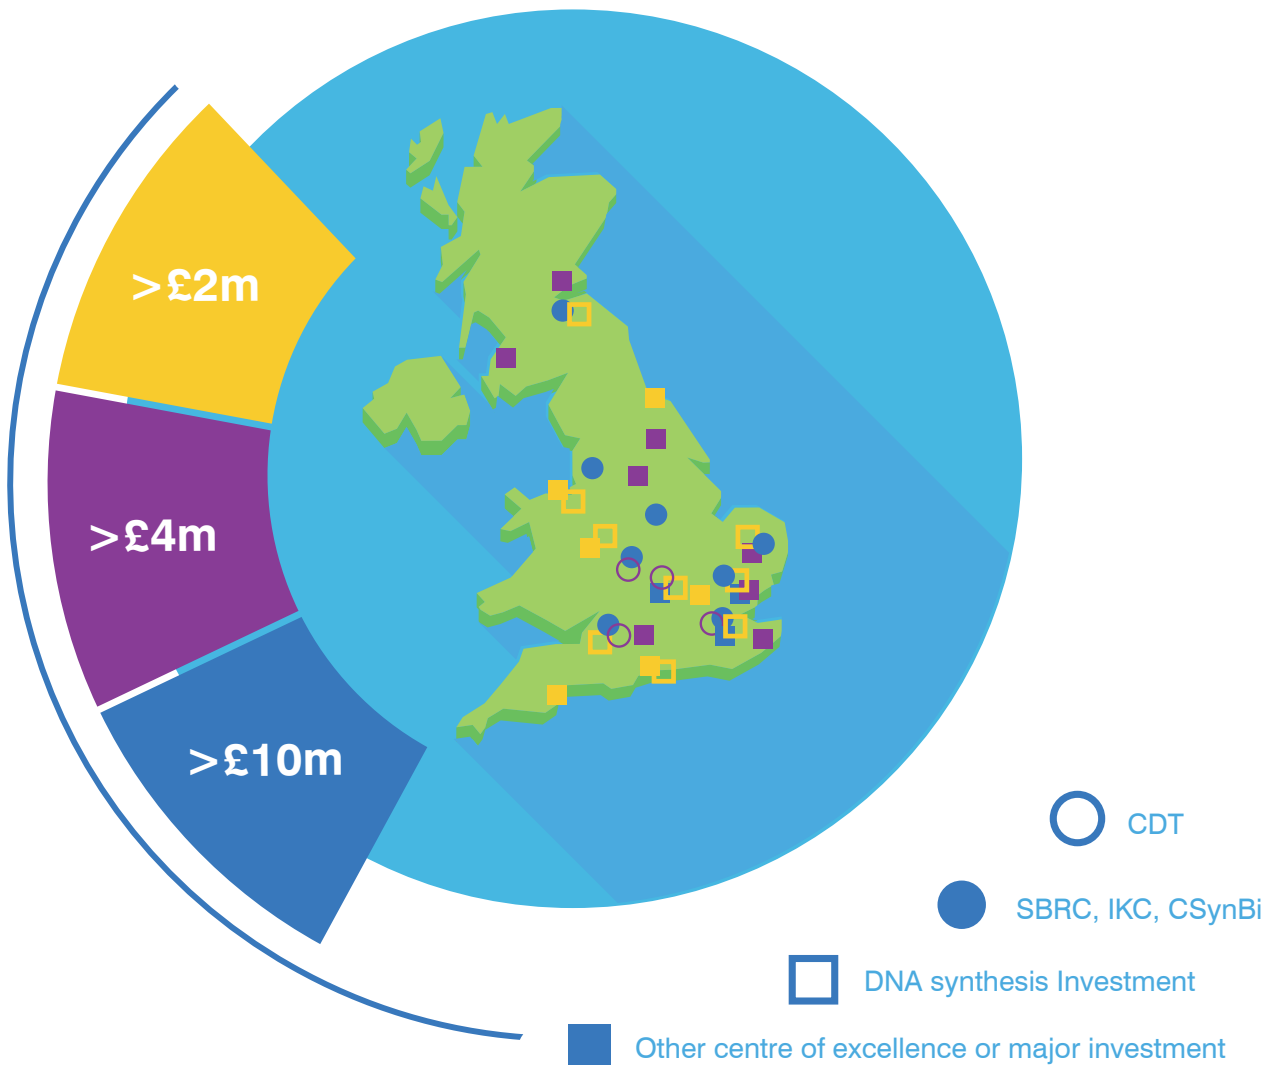 >£2m
>£4m
>£10m
CDT
SBRC, IKC, CSynBi
DNA synthesis Investment
Other centre of excellence or major investment